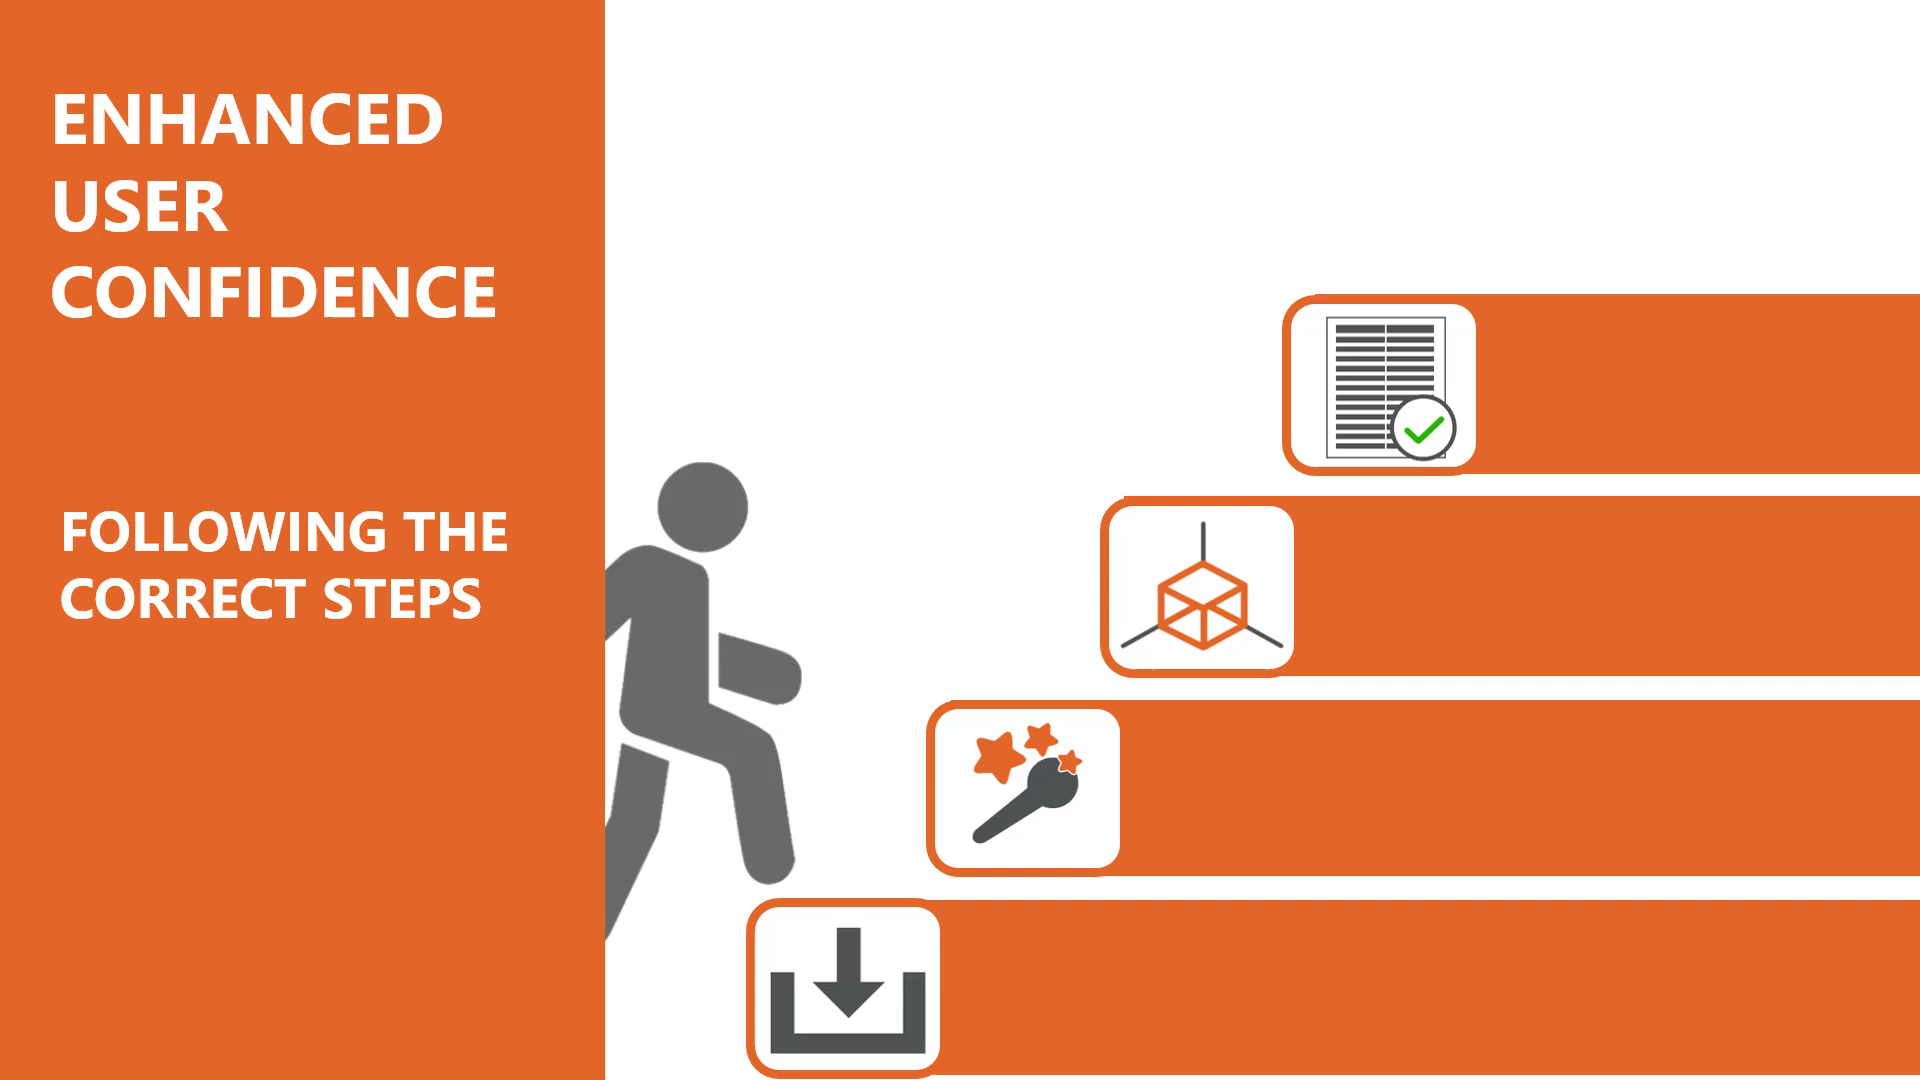 ENHANCED
USER
CONFIDENCE
FOLLOWING THE
CORRECT STEPS